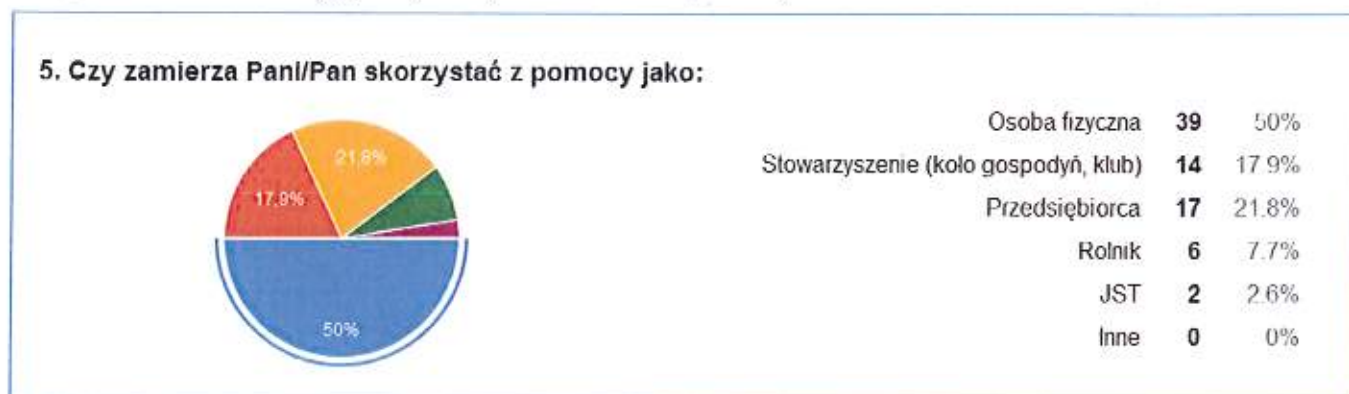 5. Czy zamierza Pani/Pan skorzystać z pomocy jako:
21,8%
17,9%
50%
Osoba fizyczna 39 50%
Stowarzyszenie (koło gospodyń, klub) 14 17.9%
Przedsiębiorca 17 21.8%
Rolnik 6 7.7%
JST 2 2.6%
Inne 0 0%